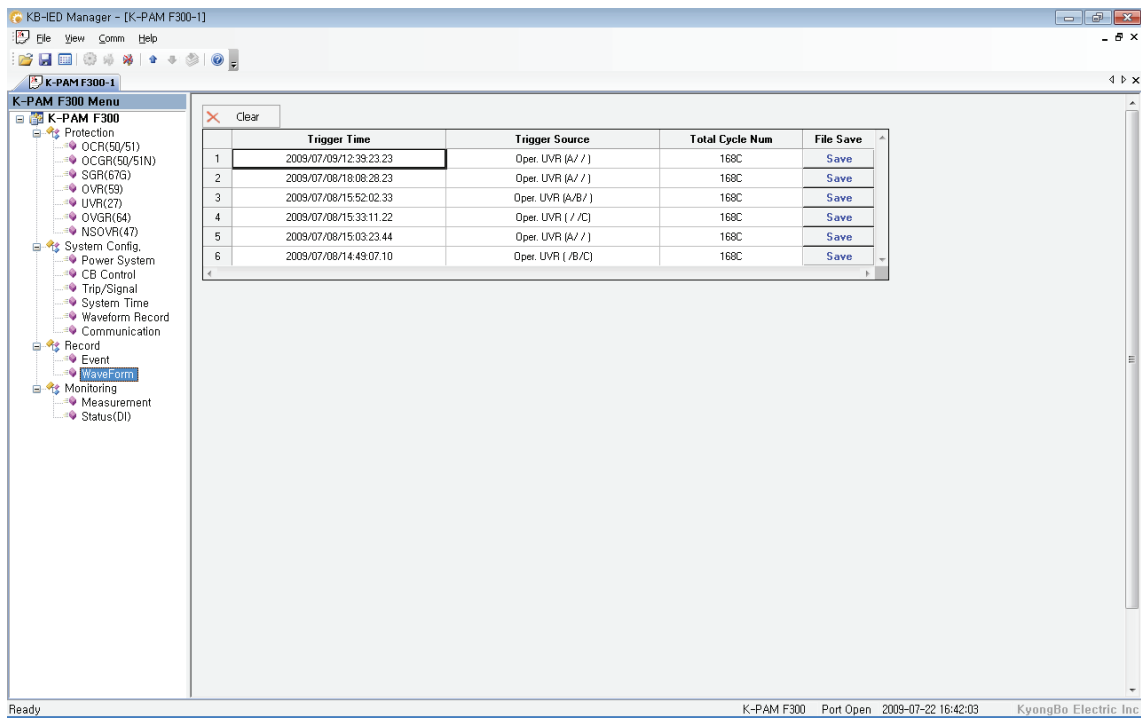 KB-IED Manager - [K-PAM F300-1]
File View Comm Help
K-PAM F300-1
K-PAM F300 Menu
K-PAM F300
Protection
OCR(50/51)
OCGR(50/51N)
SGR(67G)
OVR(59)
UVR(27)
OVGR(64)
NSOVR(47)
System Config,
Power System
CB Control
Trip/Signal
System Time
Waveform Record
Communication
Record
Event
WaveForm
Monitoring
Measurement
Status(DI)
Clear
Trigger Time Trigger Source Total Cycle Num File Save
1 2009/07/09/12:39:23.23 Oper. UVR (A/ / ) 168C Save
2 2009/07/08/18:08:28.23 Oper. UVR (A/ / ) 168C Save
3 2009/07/08/15:52:02.33 Oper. UVR (A/B/ ) 168C Save
4 2009/07/08/15:33:11.22 Oper. UVR ( / /C) 168C Save
5 2009/07/08/15:03:23.44 Oper. UVR (A/ / ) 168C Save
6 2009/07/08/14:49:07.10 Oper. UVR ( /B/C) 168C Save
Ready K-PAM F300 Port Open 2009-07-22 16:42:03 KyongBo Electric Inc